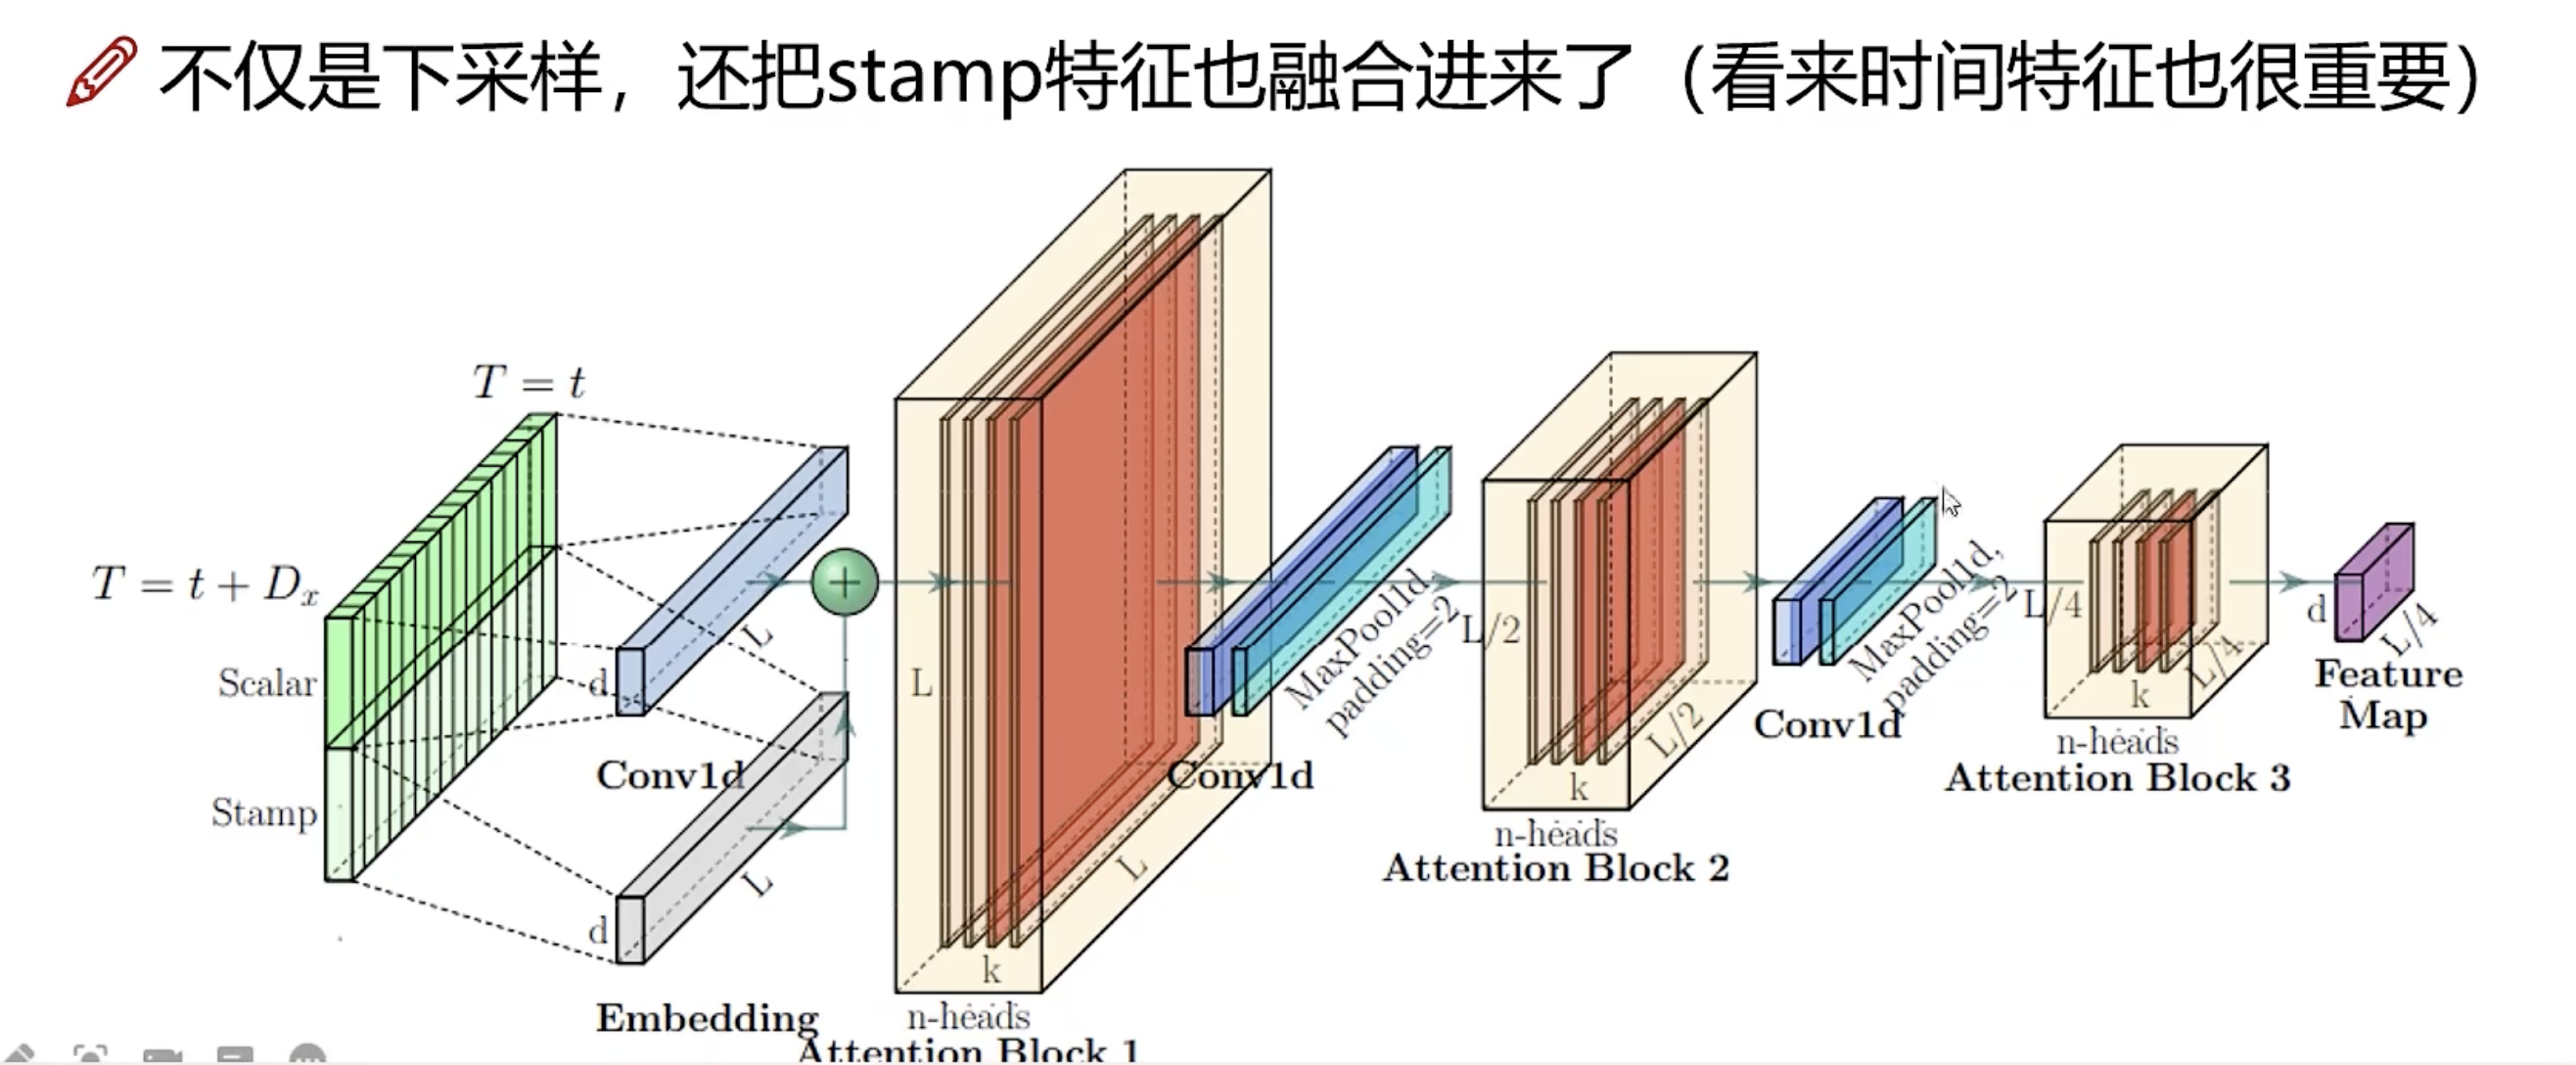 不仅是下采样，还把stamp特征也融合进来了（看来时间特征也很重要）
T = t
T = t + Dₓ
Scalar
Stamp
d
L
Conv1d
d
L
Embedding
+
L
k
L
n-heads
Attention Block 1
Conv1d
MaxPool1d,
padding=2
L/2
k
L/2
n-heads
Attention Block 2
Conv1d
MaxPool1d,
padding=2
L/4
k
L/4
n-heads
Attention Block 3
d
L/4
Feature
Map